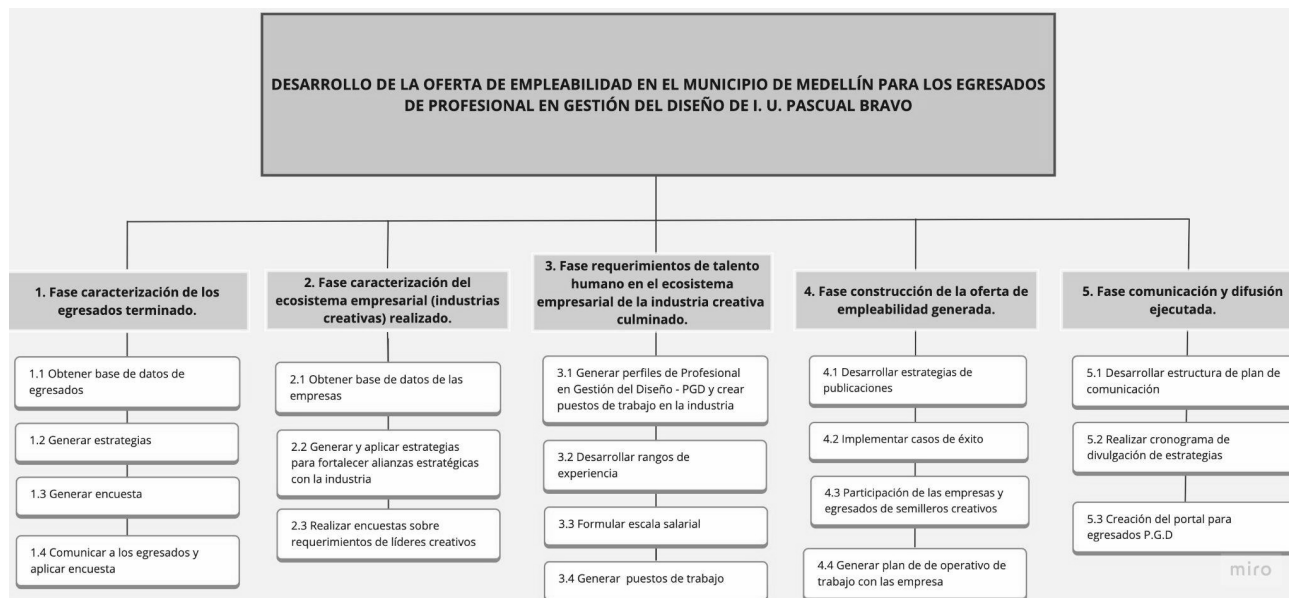 DESARROLLO DE LA OFERTA DE EMPLEABILIDAD EN EL MUNICIPIO DE MEDELLÍN PARA LOS EGRESADOS
DE PROFESIONAL EN GESTIÓN DEL DISEÑO DE I. U. PASCUAL BRAVO
1. Fase caracterización de los
egresados terminado.
1.1 Obtener base de datos de
egresados
1.2 Generar estrategias
1.3 Generar encuesta
1.4 Comunicar a los egresados y
aplicar encuesta
2. Fase caracterización del
ecosistema empresarial (industrias
creativas) realizado.
2.1 Obtener base de datos de las
empresas
2.2 Generar y aplicar estrategias
para fortalecer alianzas estratégicas
con la industria
2.3 Realizar encuestas sobre
requerimientos de líderes creativos
3. Fase requerimientos de talento
humano en el ecosistema
empresarial de la industria creativa
culminado.
3.1 Generar perfiles de Profesional
en Gestión del Diseño - PGD y crear
puestos de trabajo en la industria
3.2 Desarrollar rangos de
experiencia
3.3 Formular escala salarial
3.4 Generar  puestos de trabajo
4. Fase construcción de la oferta de
empleabilidad generada.
4.1 Desarrollar estrategias de
publicaciones
4.2 Implementar casos de éxito
4.3 Participación de las empresas y
egresados de semilleros creativos
4.4 Generar plan de de operativo de
trabajo con las empresa
5. Fase comunicación y difusión
ejecutada.
5.1 Desarrollar estructura de plan de
comunicación
5.2 Realizar cronograma de
divulgación de estrategias
5.3 Creación del portal para
egresados P.G.D
miro